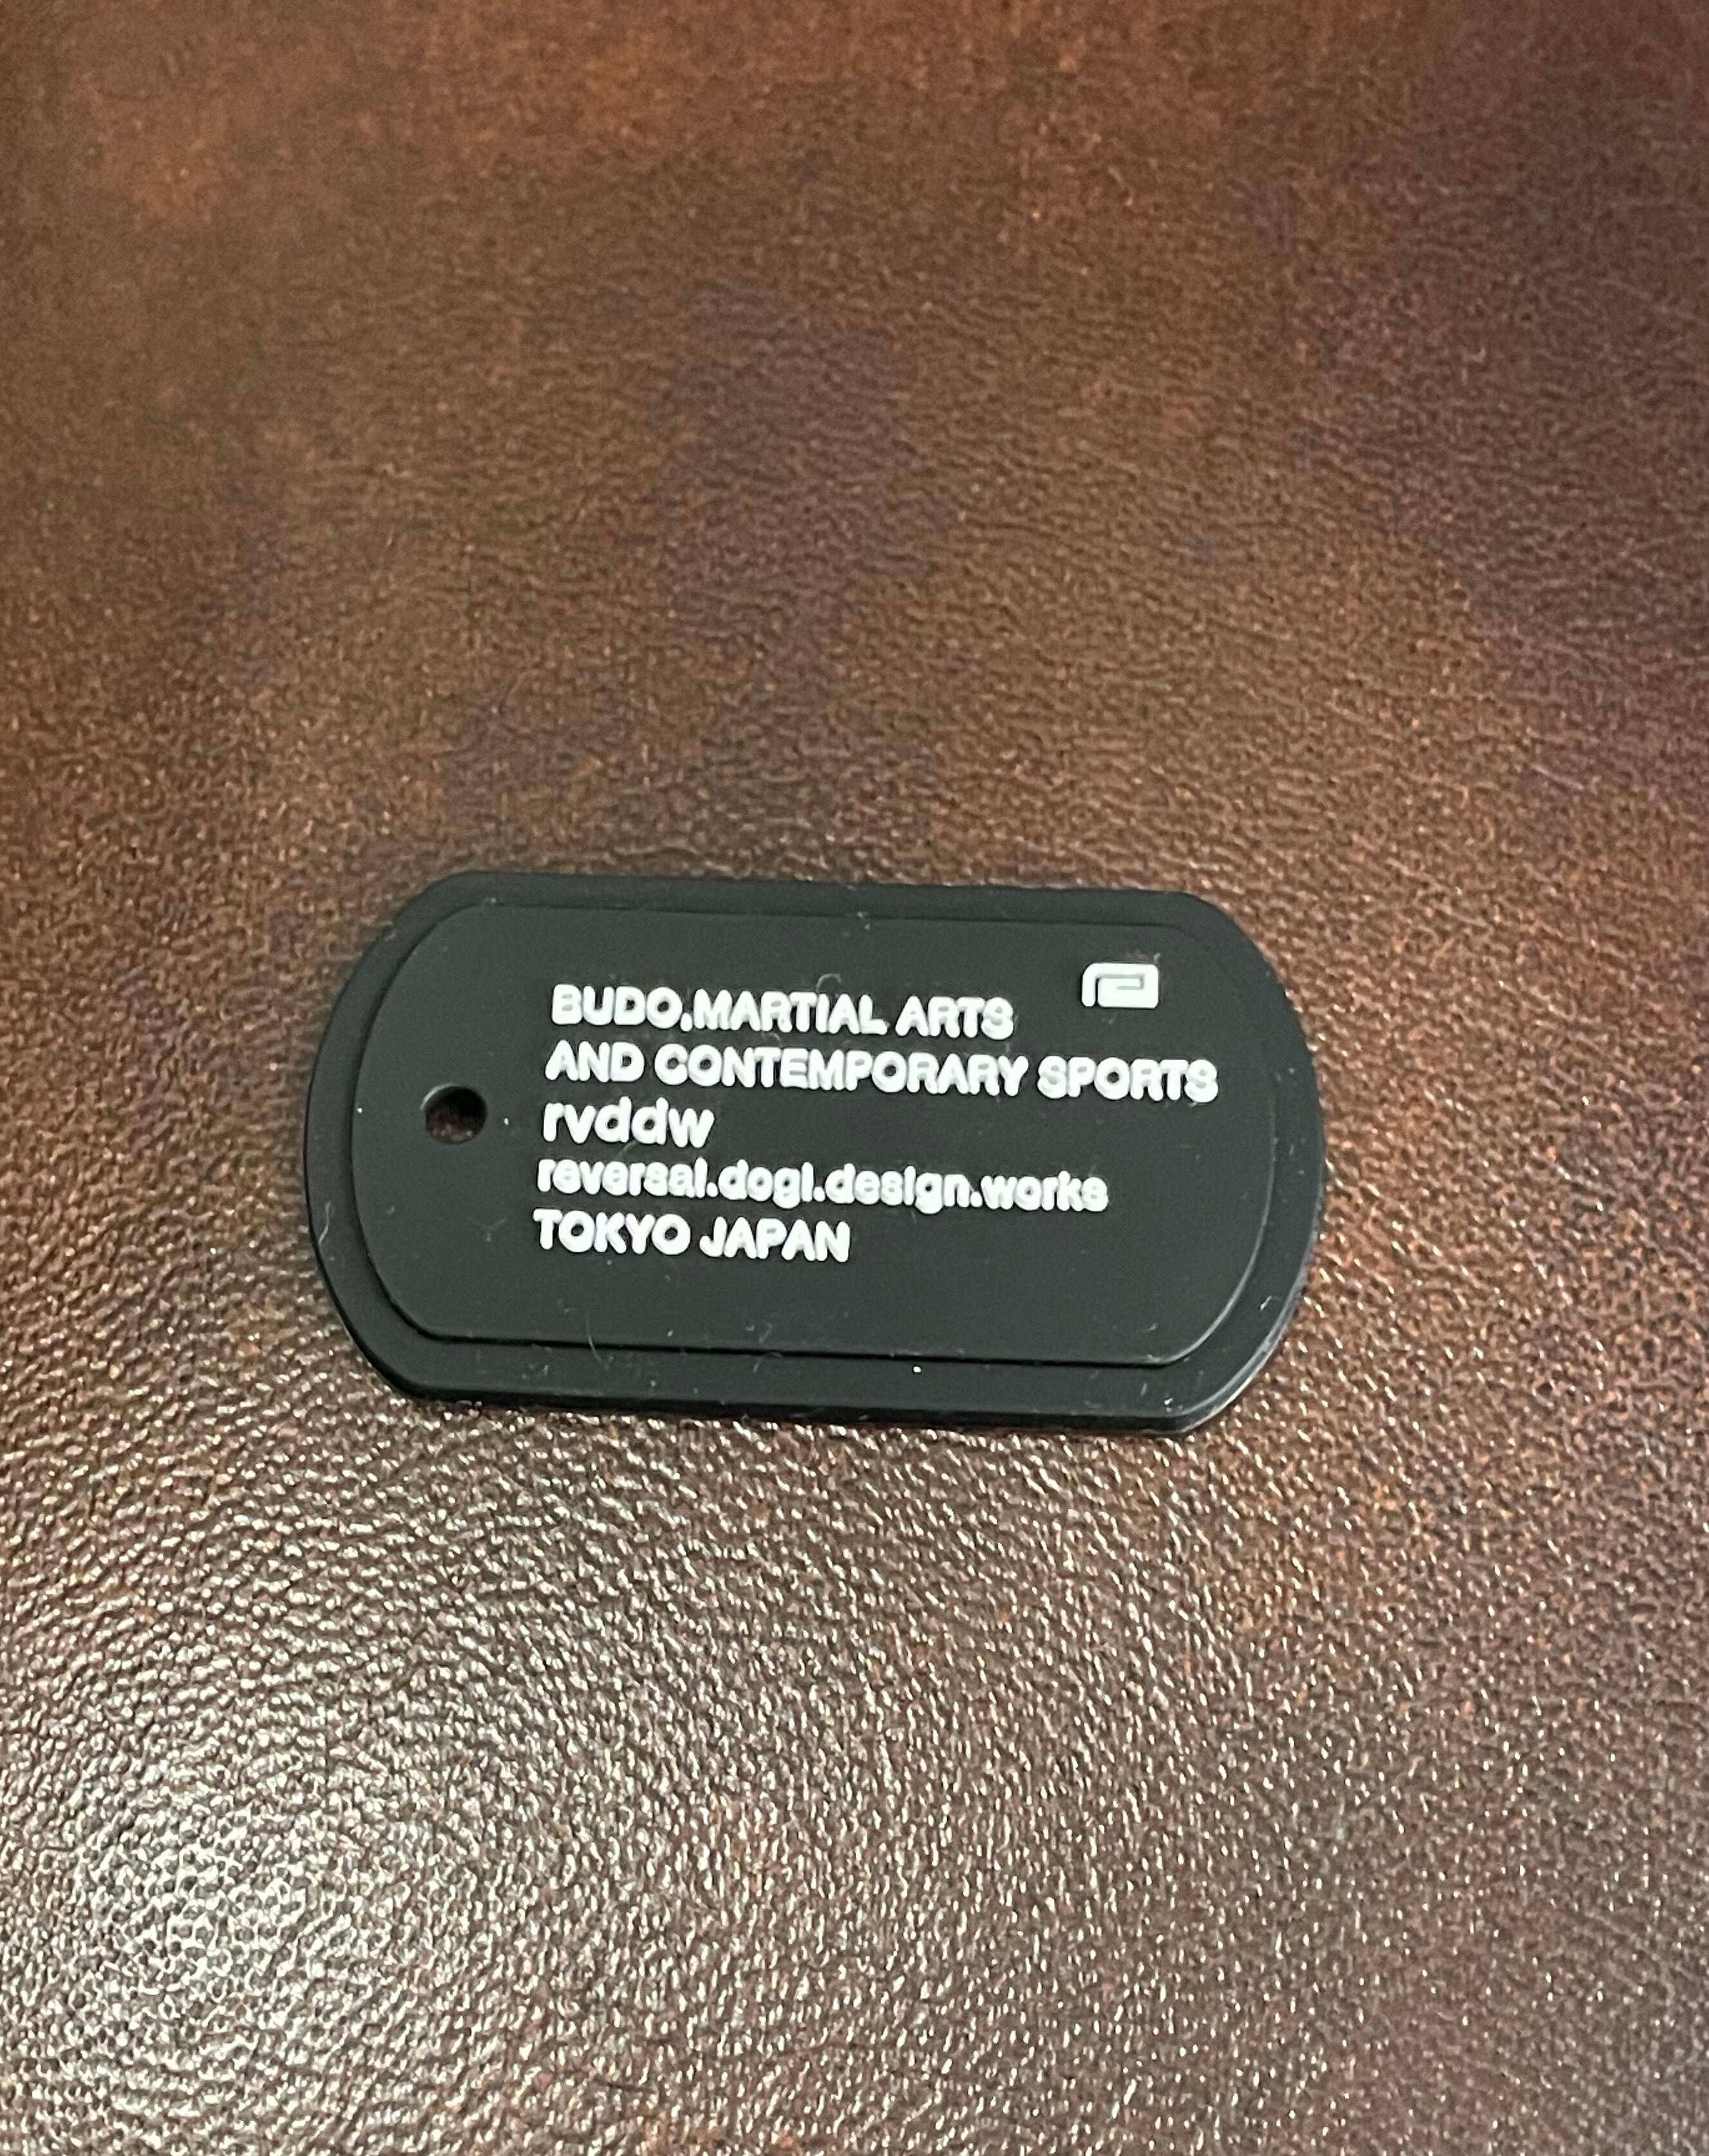 BUDO.MARTIAL ARTS
AND CONTEMPORARY SPORTS
rvddw
reversal.dogi.design.works
TOKYO JAPAN